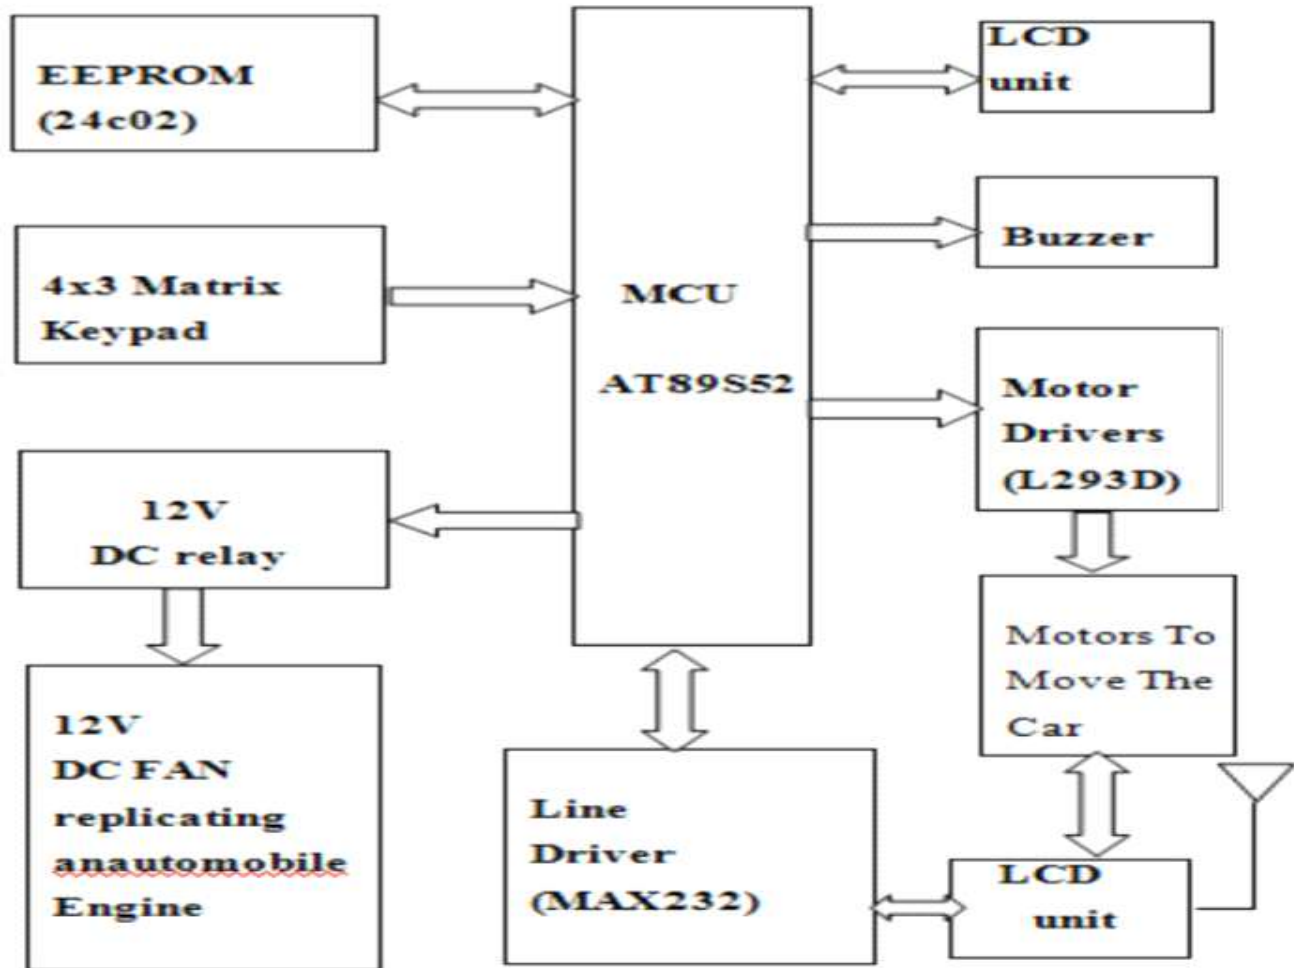 EEPROM
(24c02)
4x3 Matrix
Keypad
12V
DC relay
12V
DC FAN
replicating
anautomobile
Engine
MCU
AT89S52
Line
Driver
(MAX232)
LCD
unit
Buzzer
Motor
Drivers
(L293D)
Motors To
Move The
Car
LCD
unit